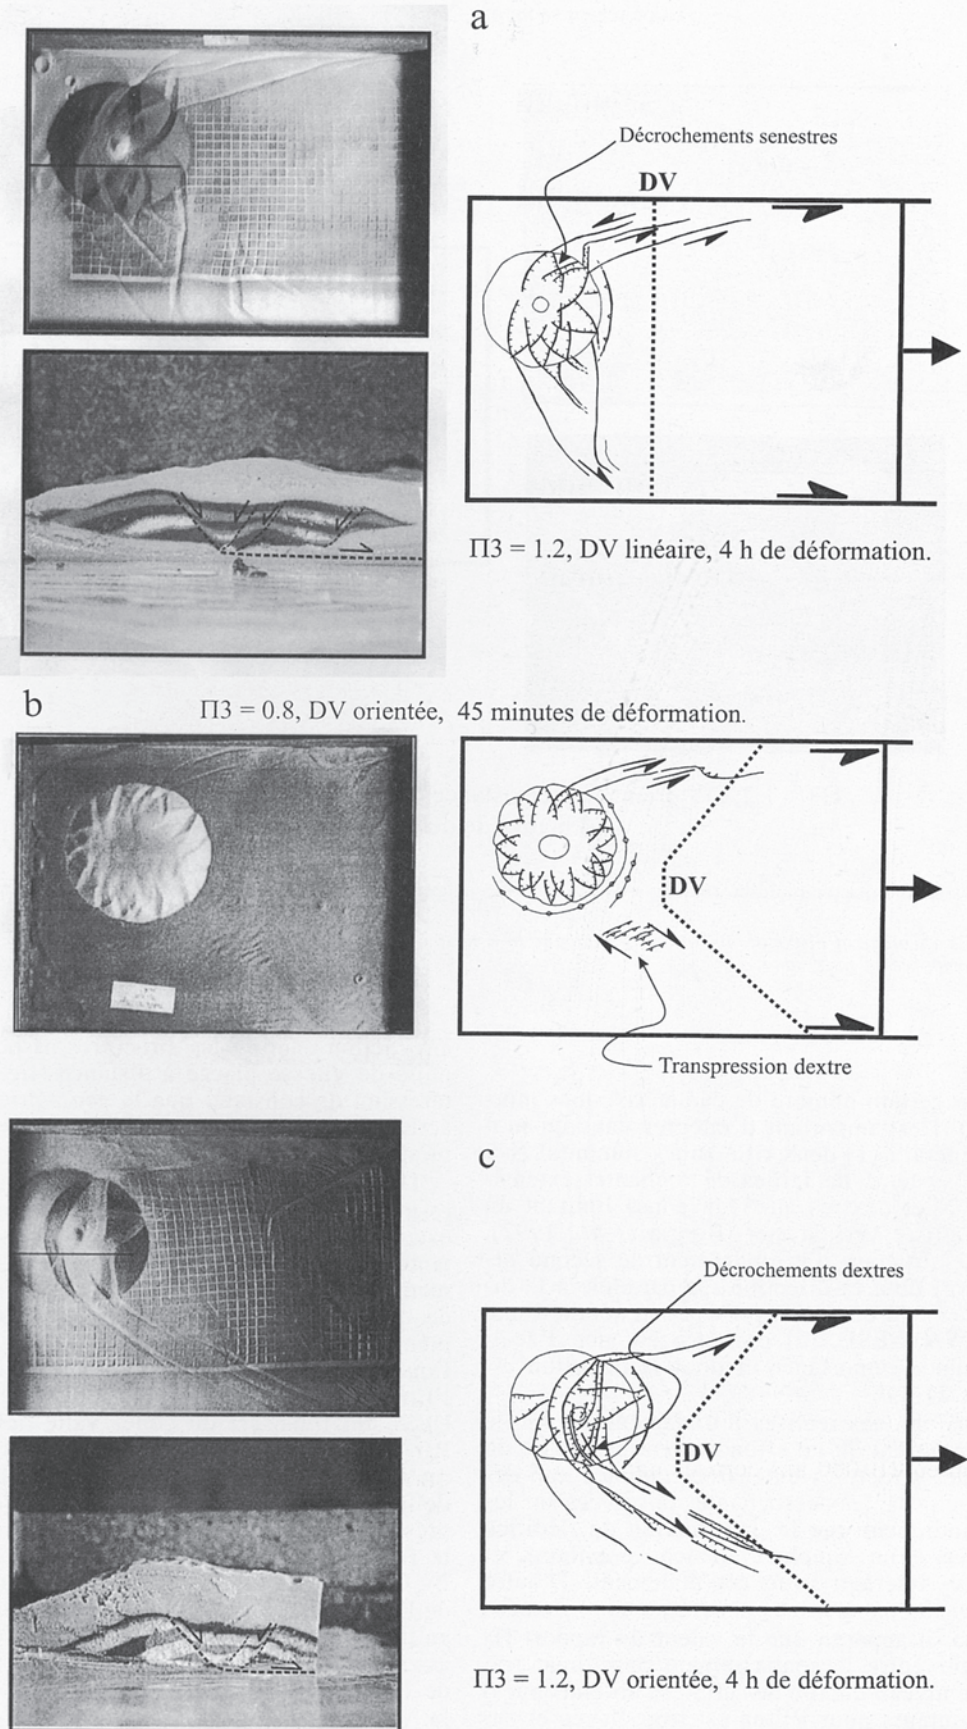 a
Décrochements senestres
DV
Π3 = 1.2, DV linéaire, 4 h de déformation.
b
Π3 = 0.8, DV orientée, 45 minutes de déformation.
DV
Transpression dextre
c
Décrochements dextres
DV
Π3 = 1.2, DV orientée, 4 h de déformation.